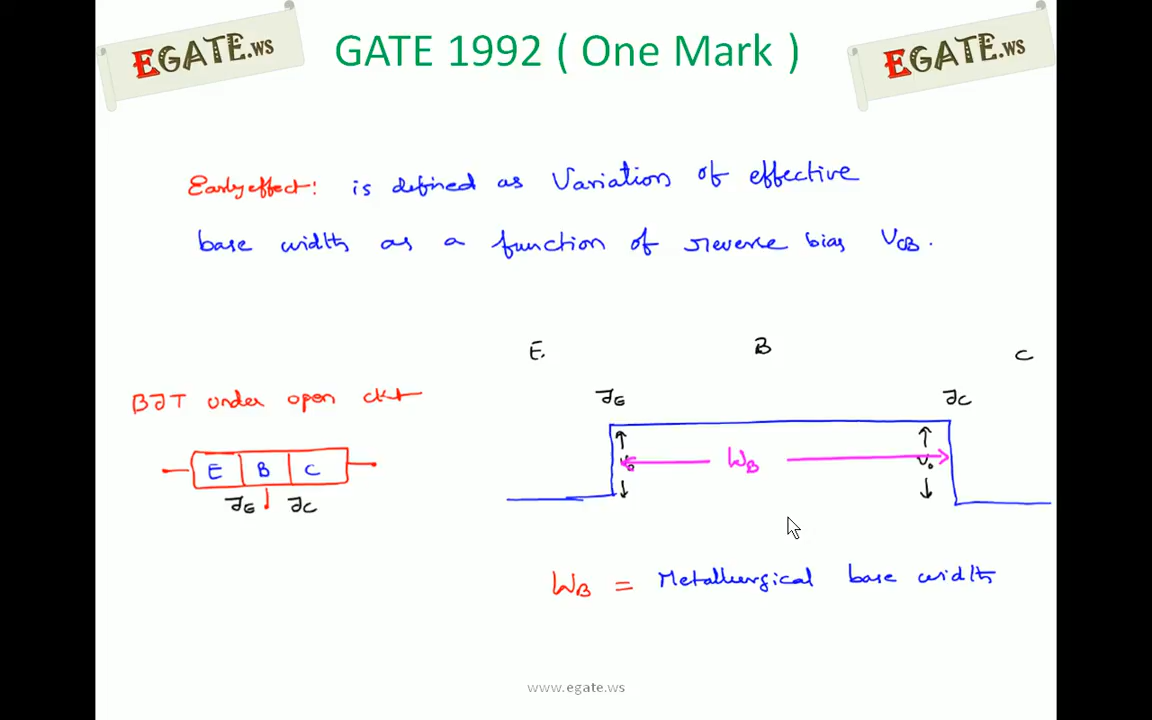 EGATE.ws
GATE 1992 ( One Mark )
EGATE.ws
Early effect: is defined as Variation of effective
base width as a function of reverse bias VCB.
E. B C
BJT under open ckt
JE JC
E B C
V0 WB V0
JE JC
WB = Metallurgical base width
www.egate.ws